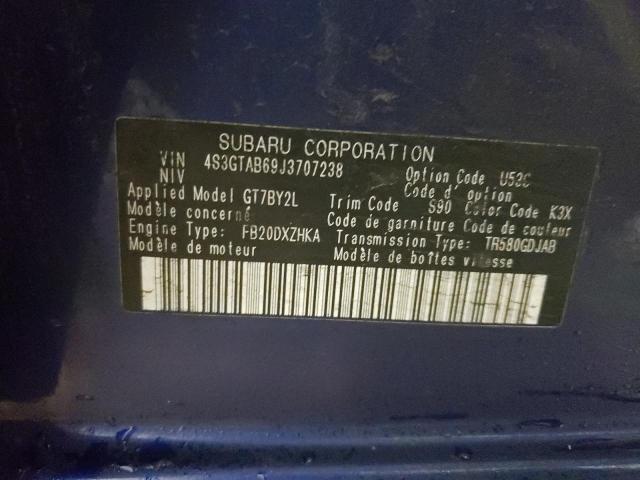 SUBARU CORPORATION
VIN 4S3GTAB69J3707238 Option Code U53C
NIV Code d'option
Applied Model GT7BY2L Trim Code S90 Color Code K3X
Modèle concerné Code de garniture Code de couleur
Engine Type: FB20DXZHKA Transmission Type: TR580GDJAB
Modèle de moteur Modèle de boîtes vitesse